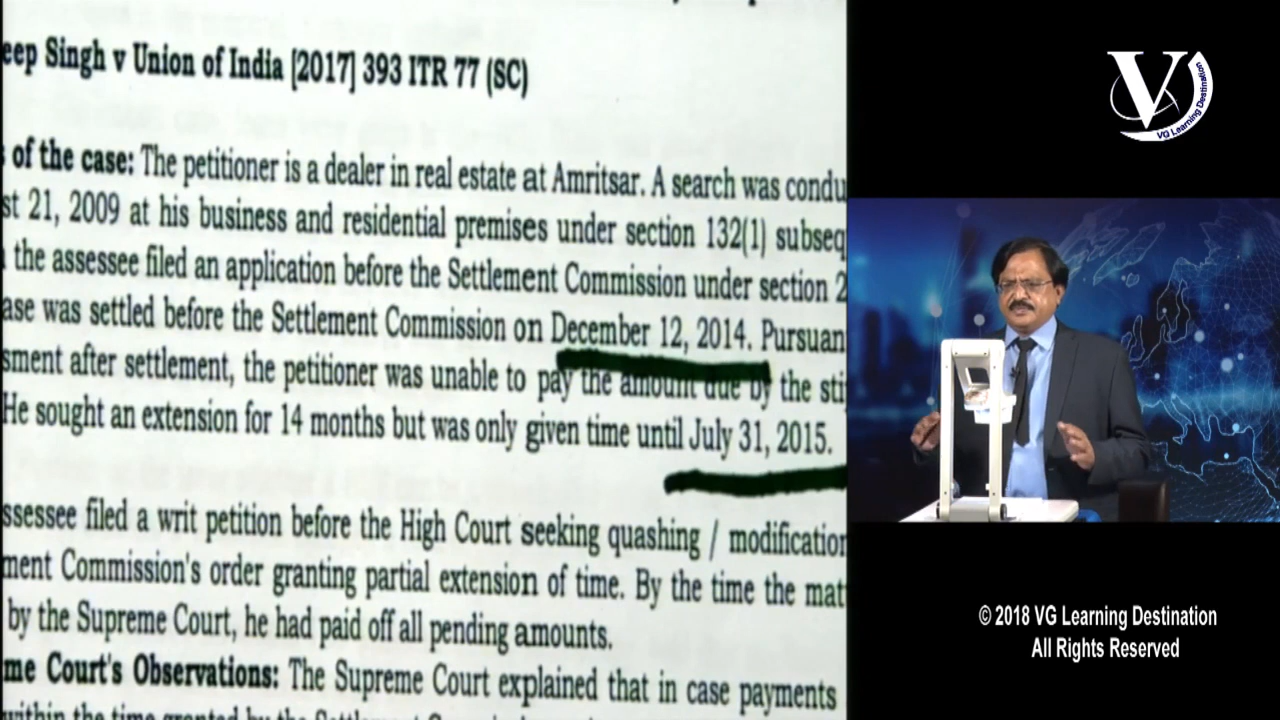 eep Singh v Union of India [2017] 393 ITR 77 (SC)
of the case: The petitioner is a dealer in real estate at Amritsar. A search was condu
st 21, 2009 at his business and residential premises under section 132(1) subseq
the assessee filed an application before the Settlement Commission under section 2
ase was settled before the Settlement Commission on December 12, 2014. Pursuan
sment after settlement, the petitioner was unable to pay the amount due by the sti
He sought an extension for 14 months but was only given time until July 31, 2015.
ssessee filed a writ petition before the High Court seeking quashing / modification
ment Commission's order granting partial extension of time. By the time the mat
by the Supreme Court, he had paid off all pending amounts.
me Court's Observations: The Supreme Court explained that in case payments
within the time granted by the
V
VG Learning Destination
© 2018 VG Learning Destination
All Rights Reserved